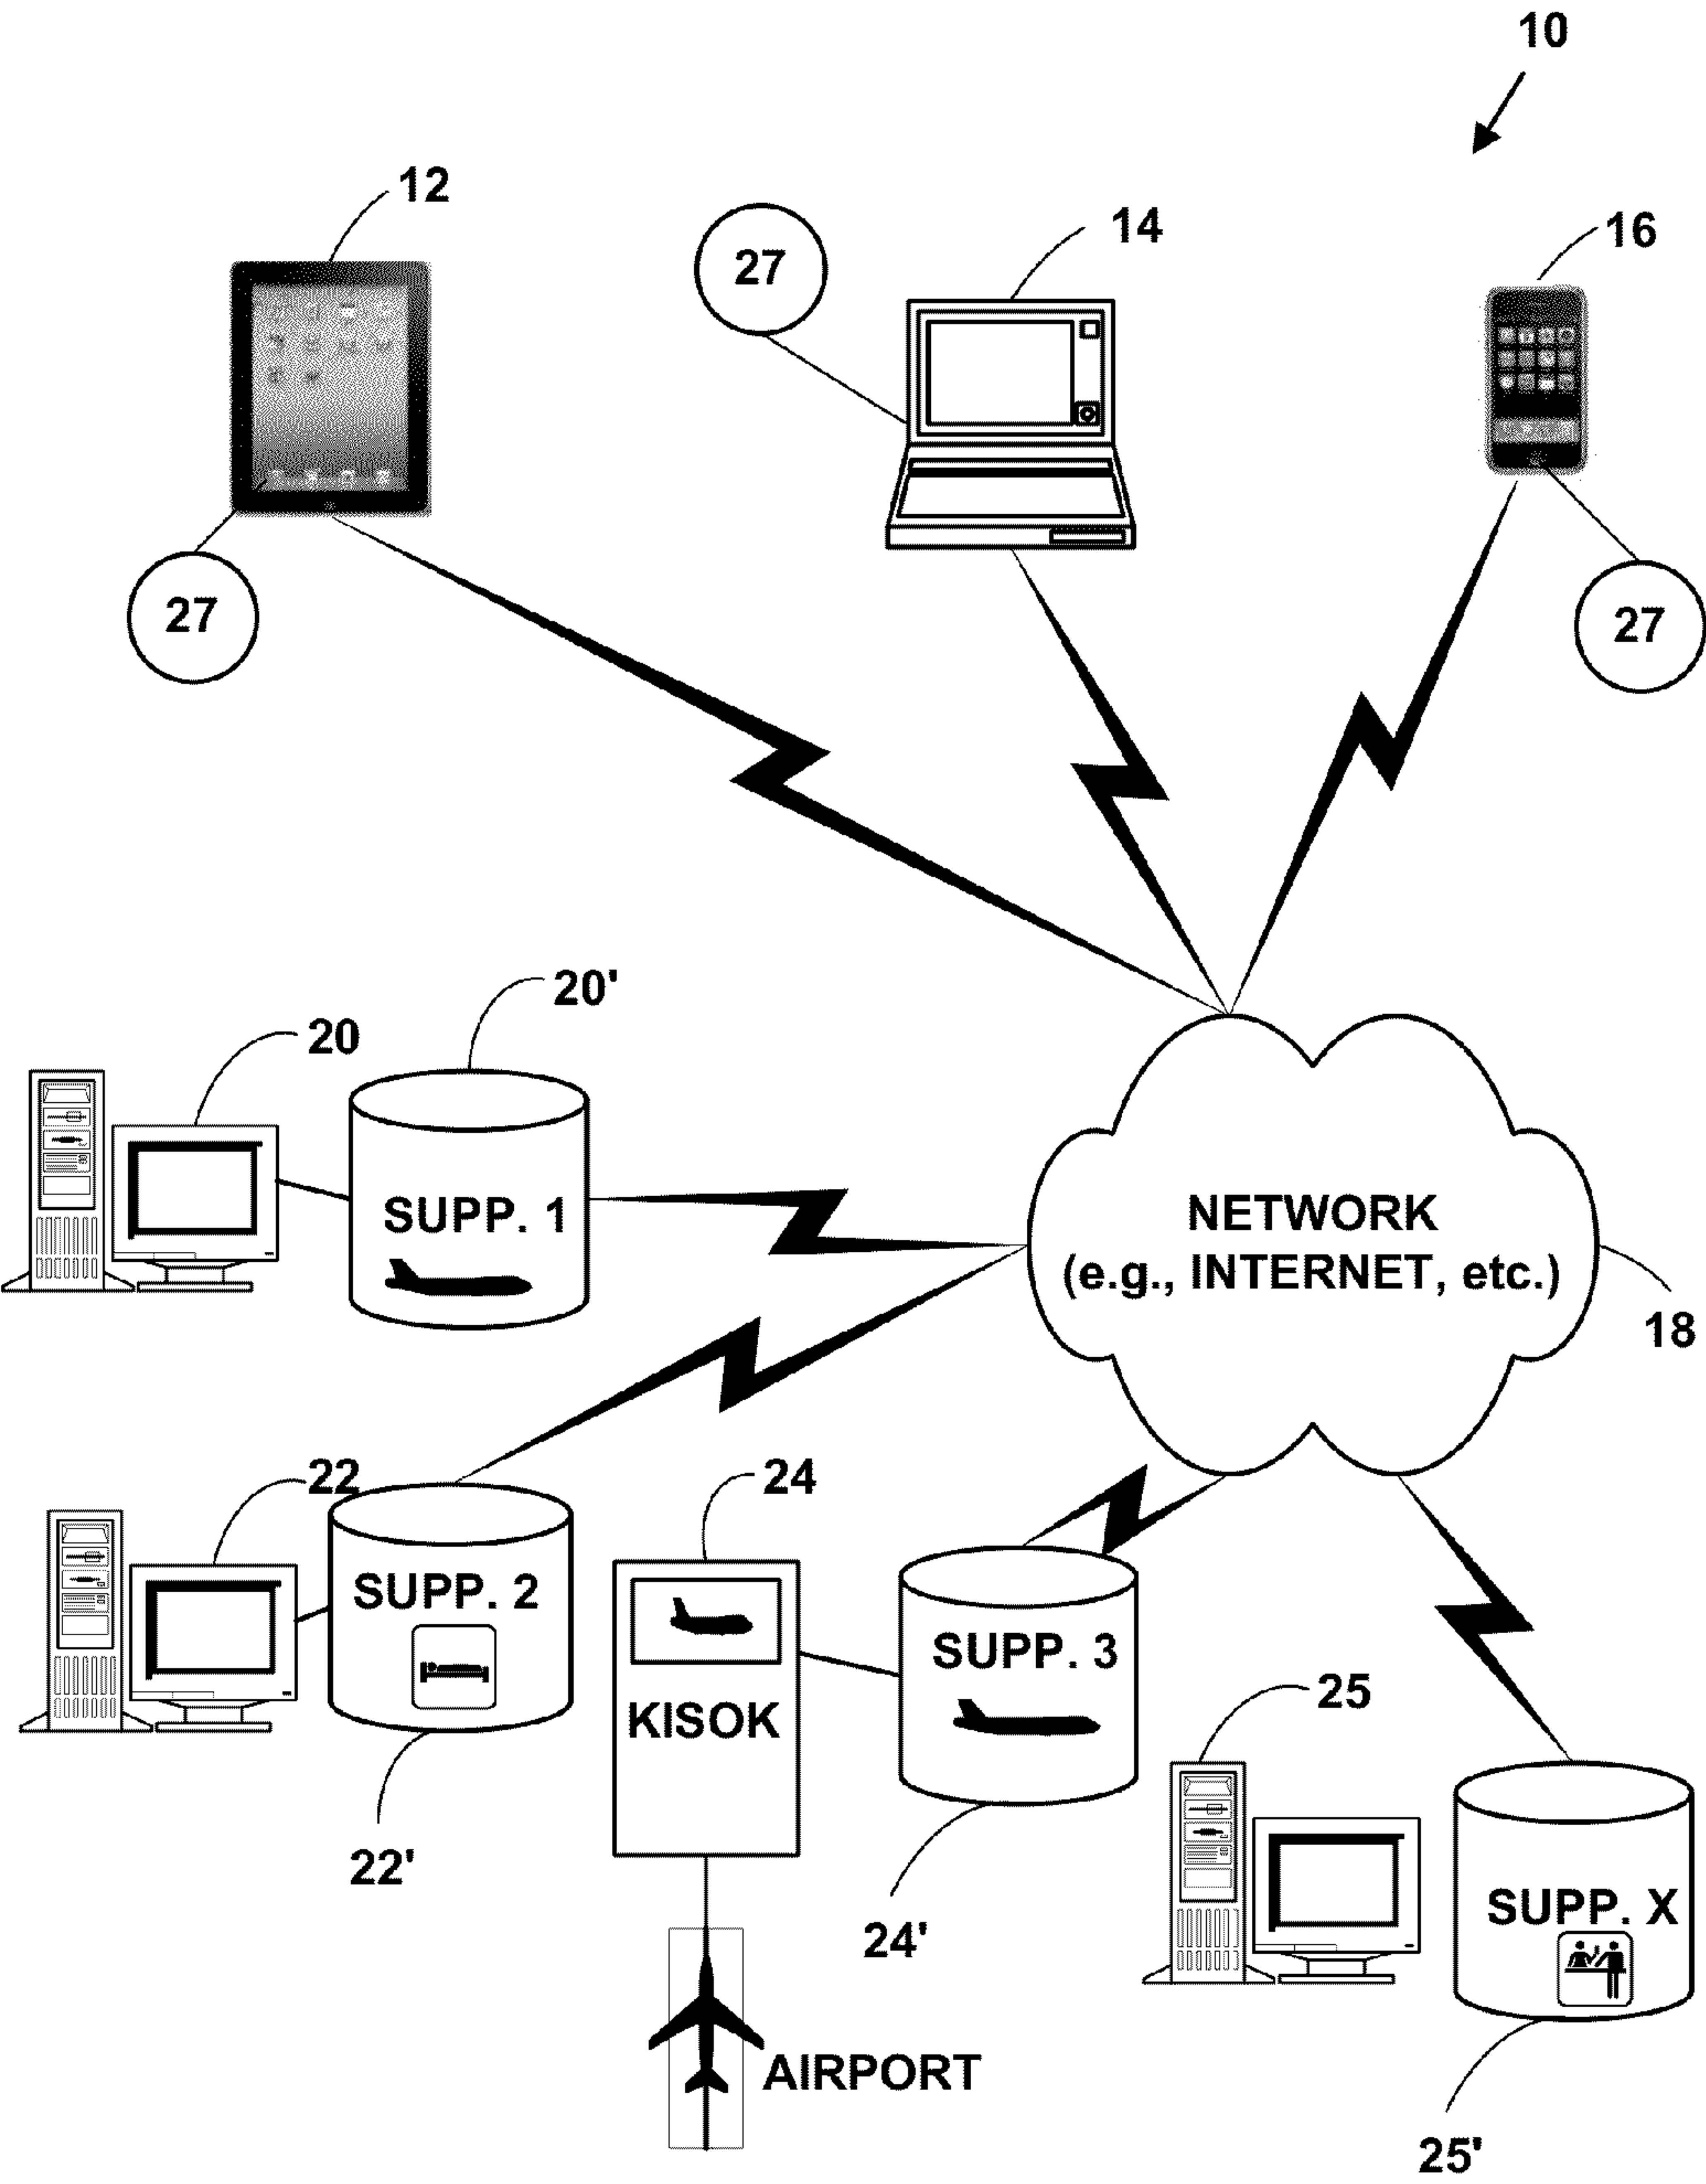 10
12
14
16
27
27
27
20'
20
SUPP. 1
NETWORK
(e.g., INTERNET, etc.)
18
22
24
SUPP. 2
SUPP. 3
KISOK
25
22'
24'
SUPP. X
AIRPORT
25'